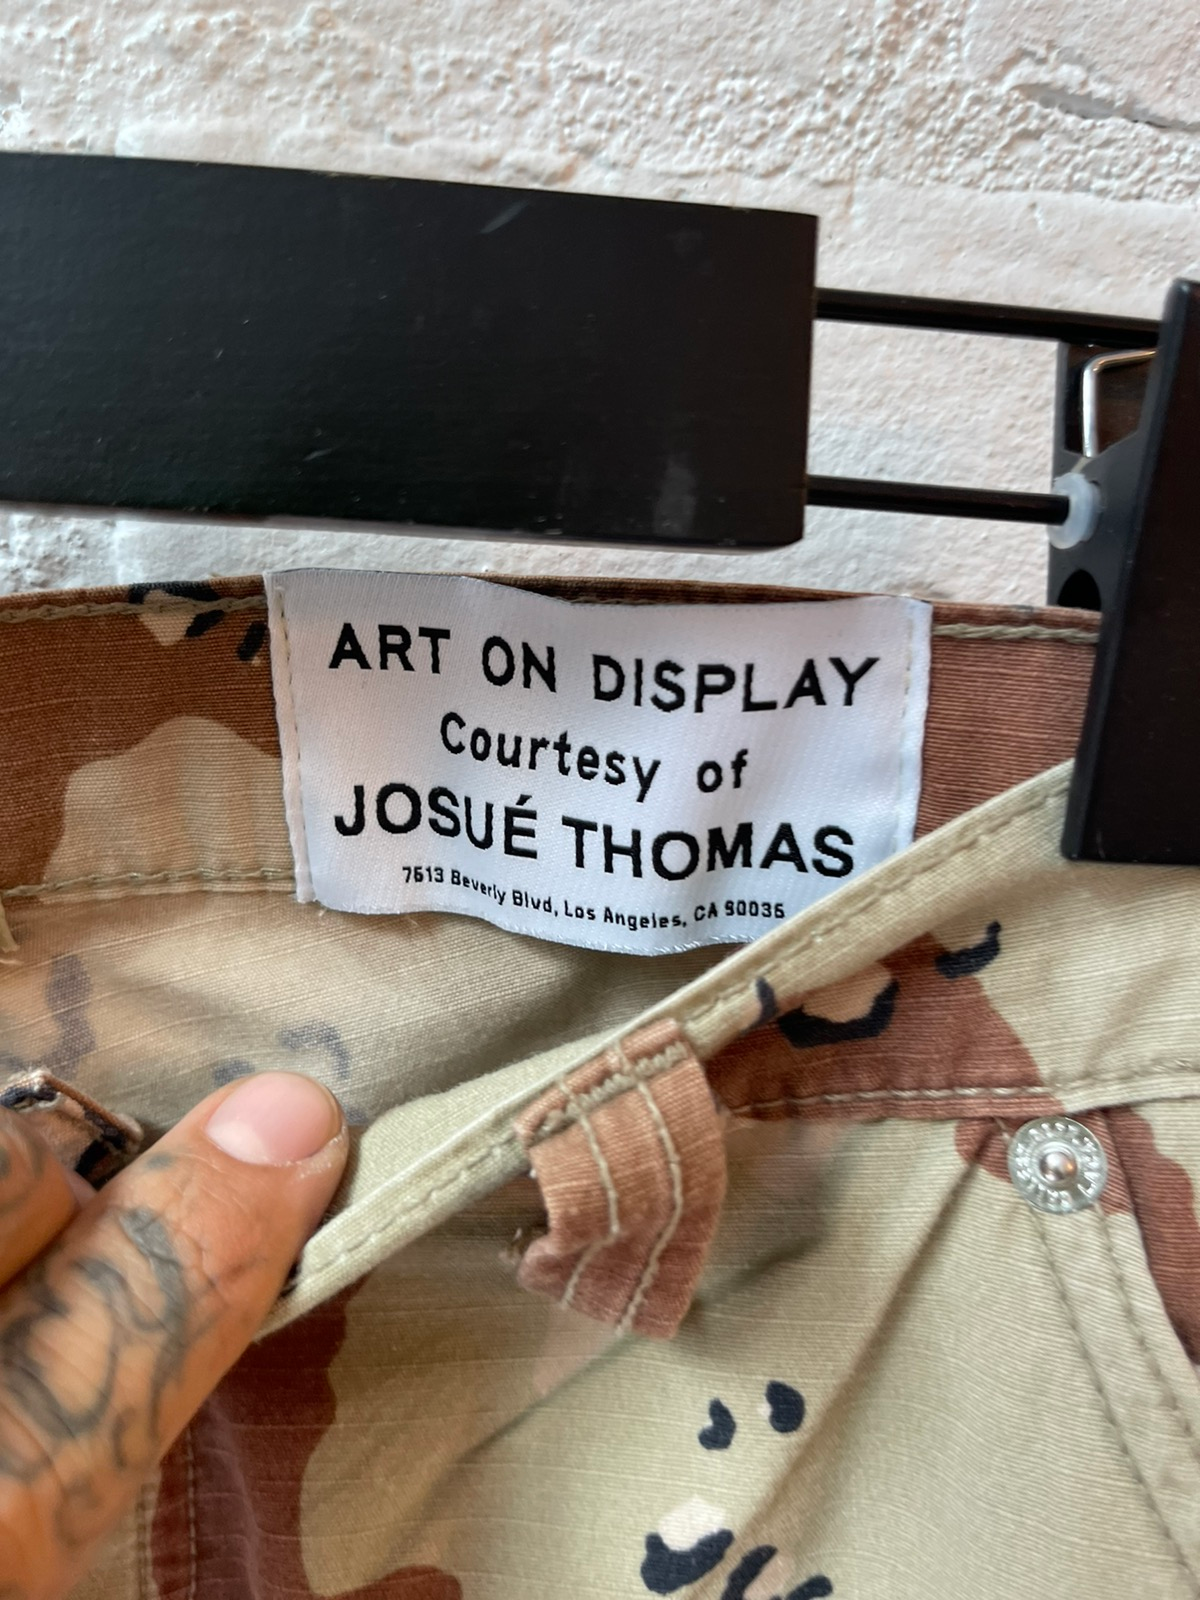 ART ON DISPLAY
Courtesy of
JOSUÉ THOMAS
7613 Beverly Blvd, Los Angeles, CA 90036